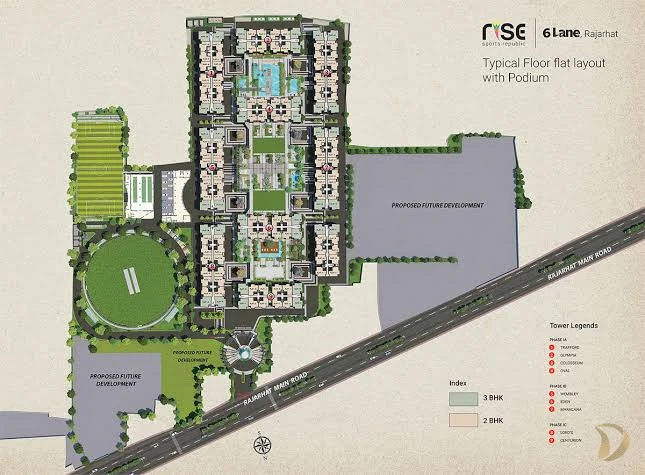 RISE
sports republic
6 Lane, Rajarhat
Typical Floor flat layout
with Podium
PROPOSED FUTURE DEVELOPMENT
RAJARHAT MAIN ROAD
PROPOSED FUTURE
DEVELOPMENT
PROPOSED FUTURE
DEVELOPMENT
RAJARHAT MAIN ROAD
Index
3 BHK
2 BHK
S
N
Tower Legends
PHASE IA
TRAFFORD
OLYMPIA
COLOSSEUM
OVAL
PHASE IB
WEMBLEY
EDEN
MARACANA
PHASE IC
LORD'S
CENTURION